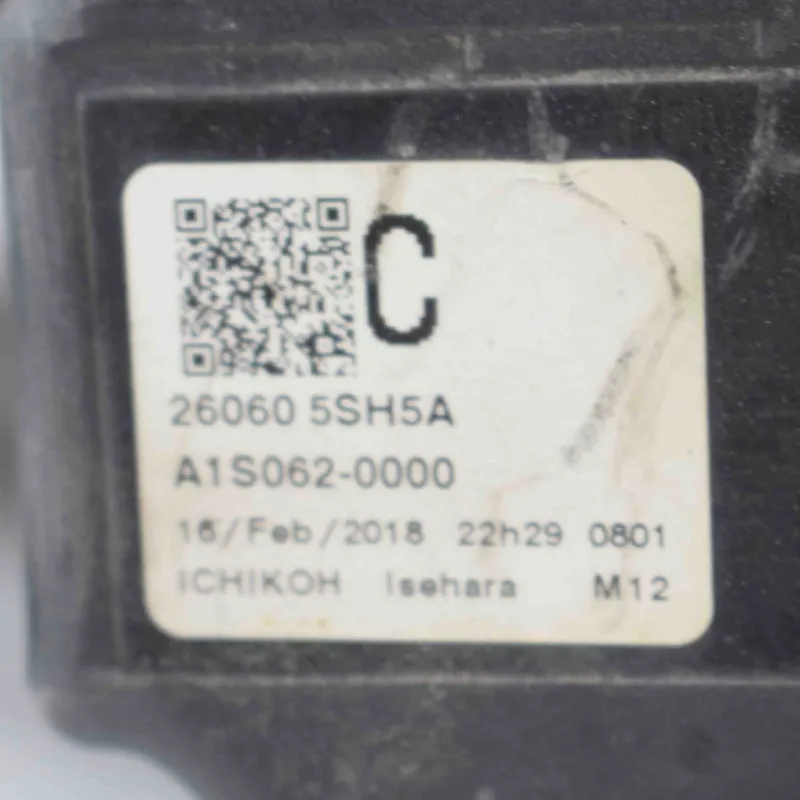 C
26060 5SH5A
A1S062-0000
16/Feb/2018 22h29 0801
ICHIKOH Isehara M12